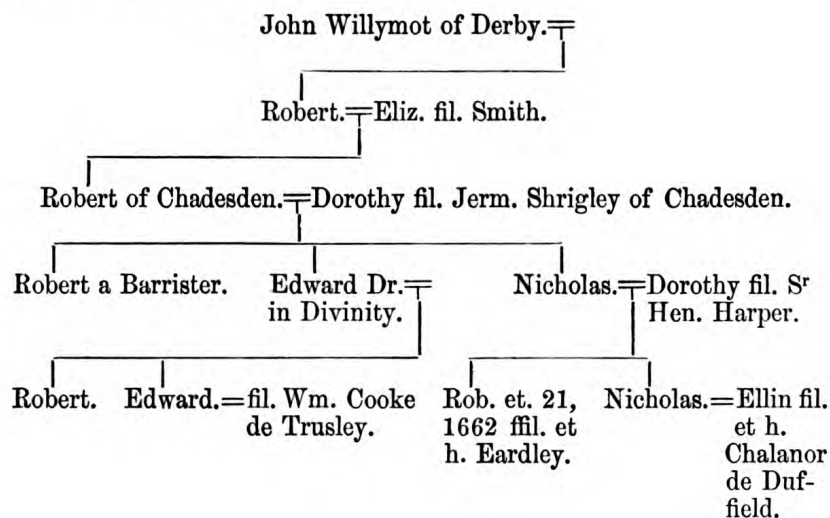 John Willymot of Derby.
Robert.=Eliz. fil. Smith.
Robert of Chadesden.=Dorothy fil. Jerm. Shrigley of Chadesden.
Robert a Barrister.
Edward Dr.=
in Divinity.
Nicholas.=Dorothy fil. Sr
Hen. Harper.
Robert.
Edward.=fil. Wm. Cooke
de Trusley.
Rob. et. 21,
1662 ffil. et
h. Eardley.
Nicholas.=Ellin fil.
et h.
Chalanor
de Duf-
field.